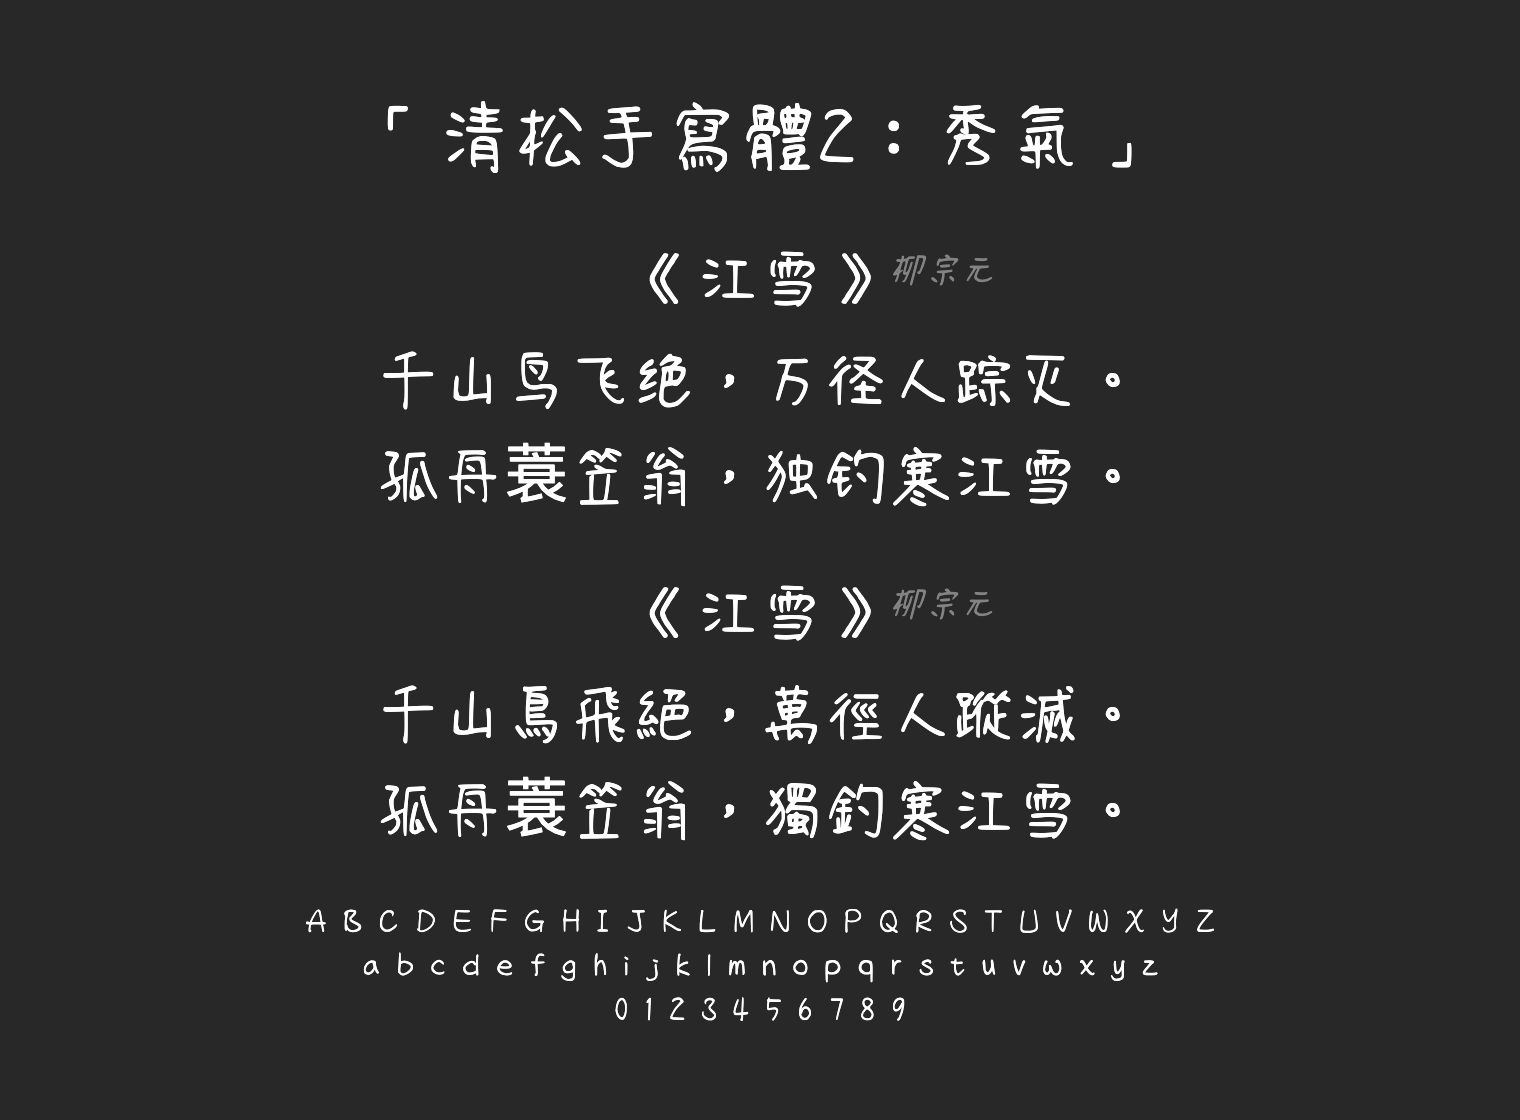 「清松手寫體2：秀氣」
《江雪》柳宗元
千山鸟飞绝，万径人踪灭。
孤舟蓑笠翁，独钓寒江雪。
《江雪》柳宗元
千山鳥飛絕，萬徑人蹤滅。
孤舟蓑笠翁，獨釣寒江雪。
A B C D E F G H I J K L M N O P Q R S T U V W X Y Z
a b c d e f g h i j k l m n o p q r s t u v w x y z
0 1 2 3 4 5 6 7 8 9